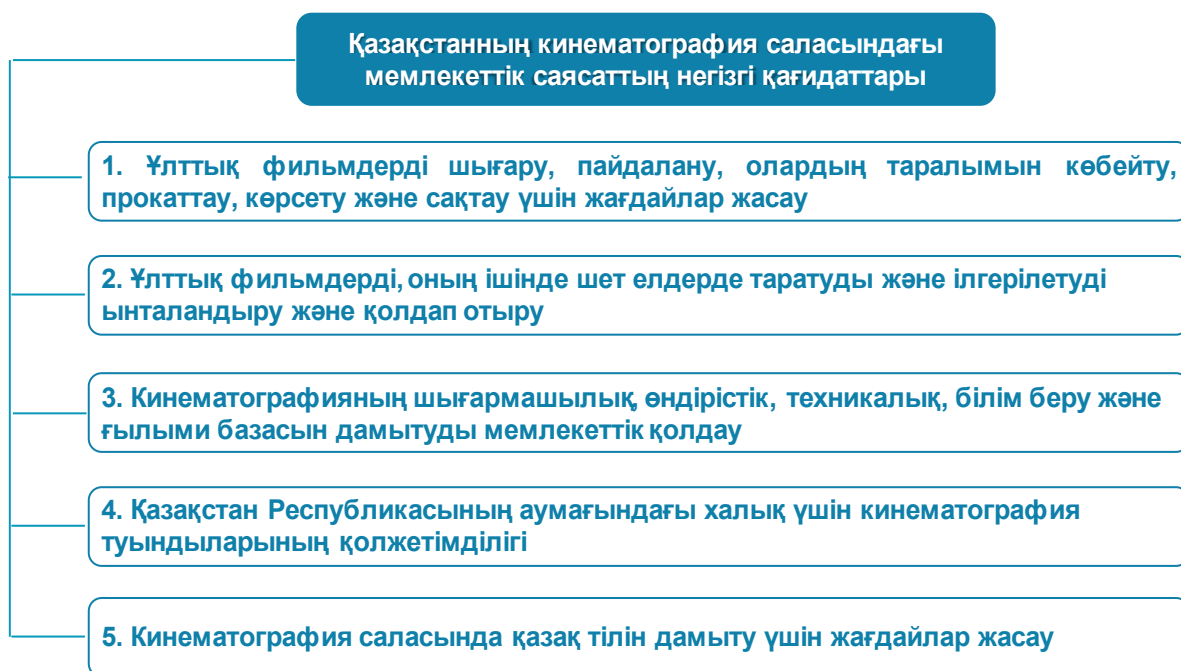 Қазақстанның кинематография саласындағы
мемлекеттік саясаттың негізгі қағидаттары
1. Ұлттық фильмдерді шығару, пайдалану, олардың таралымын көбейту,
прокаттау, көрсету және сақтау үшін жағдайлар жасау
2. Ұлттық фильмдерді, оның ішінде шет елдерде таратуды және ілгерілетуді
ынталандыру және қолдап отыру
3. Кинематографияның шығармашылық, өндірістік, техникалық, білім беру және
ғылыми базасын дамытуды мемлекеттік қолдау
4. Қазақстан Республикасының аумағындағы халық үшін кинематография
туындыларының қолжетімділігі
5. Кинематография саласында қазақ тілін дамыту үшін жағдайлар жасау